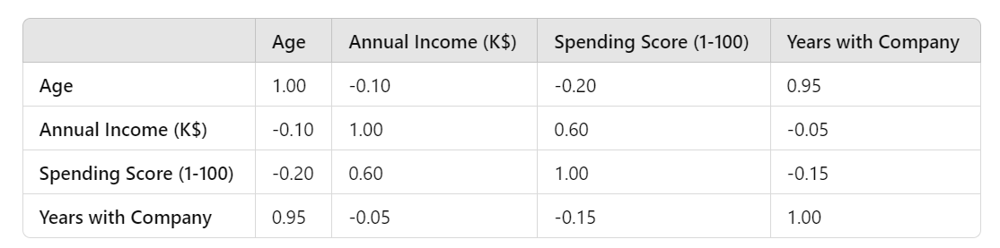 Age Annual Income (K$) Spending Score (1-100) Years with Company
Age 1.00 -0.10 -0.20 0.95
Annual Income (K$) -0.10 1.00 0.60 -0.05
Spending Score (1-100) -0.20 0.60 1.00 -0.15
Years with Company 0.95 -0.05 -0.15 1.00